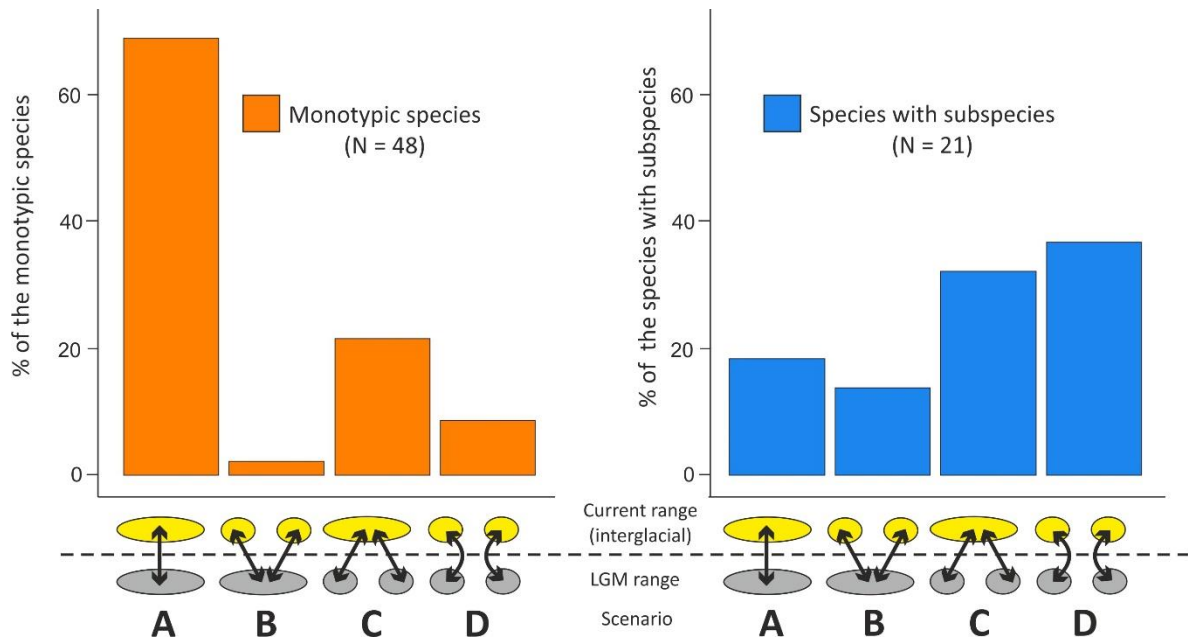 % of the monotypic species
60
40
20
0
Monotypic species
(N = 48)
% of the species with subspecies
60
40
20
0
Species with subspecies
(N = 21)
Current range
(interglacial)
LGM range
A B C D Scenario A B C D